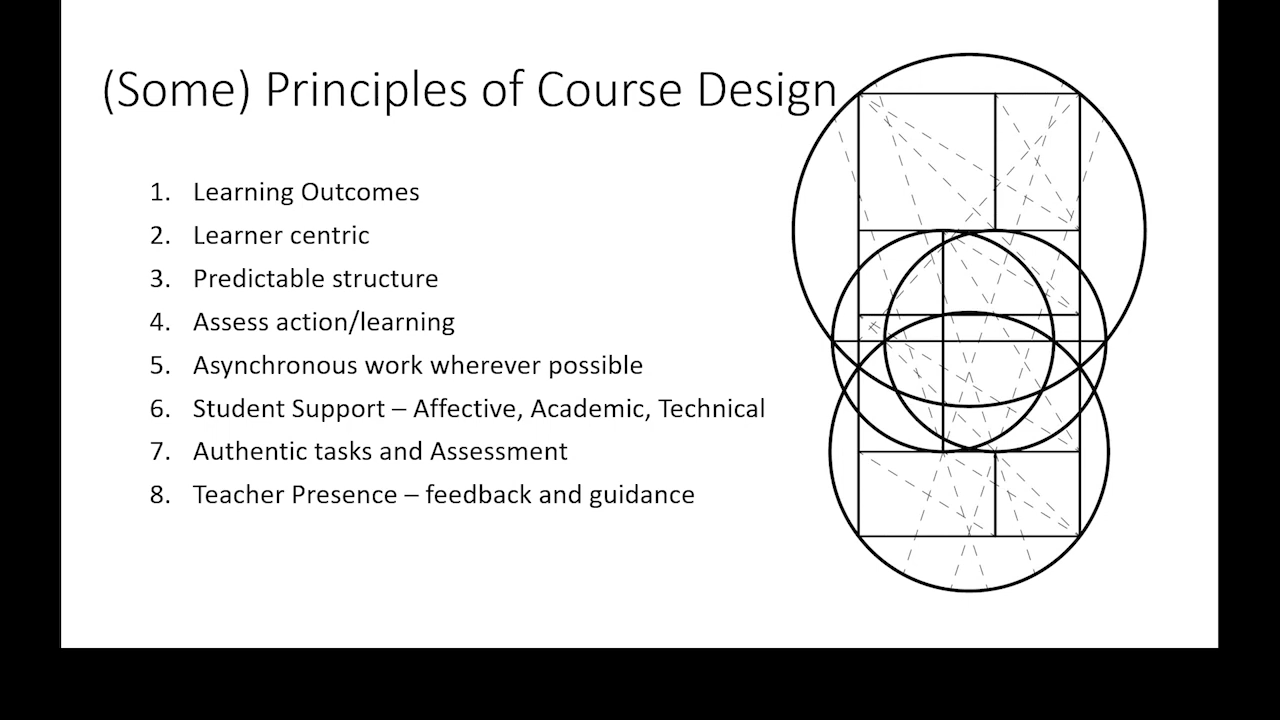 (Some) Principles of Course Design
1. Learning Outcomes
2. Learner centric
3. Predictable structure
4. Assess action/learning
5. Asynchronous work wherever possible
6. Student Support – Affective, Academic, Technical
7. Authentic tasks and Assessment
8. Teacher Presence – feedback and guidance